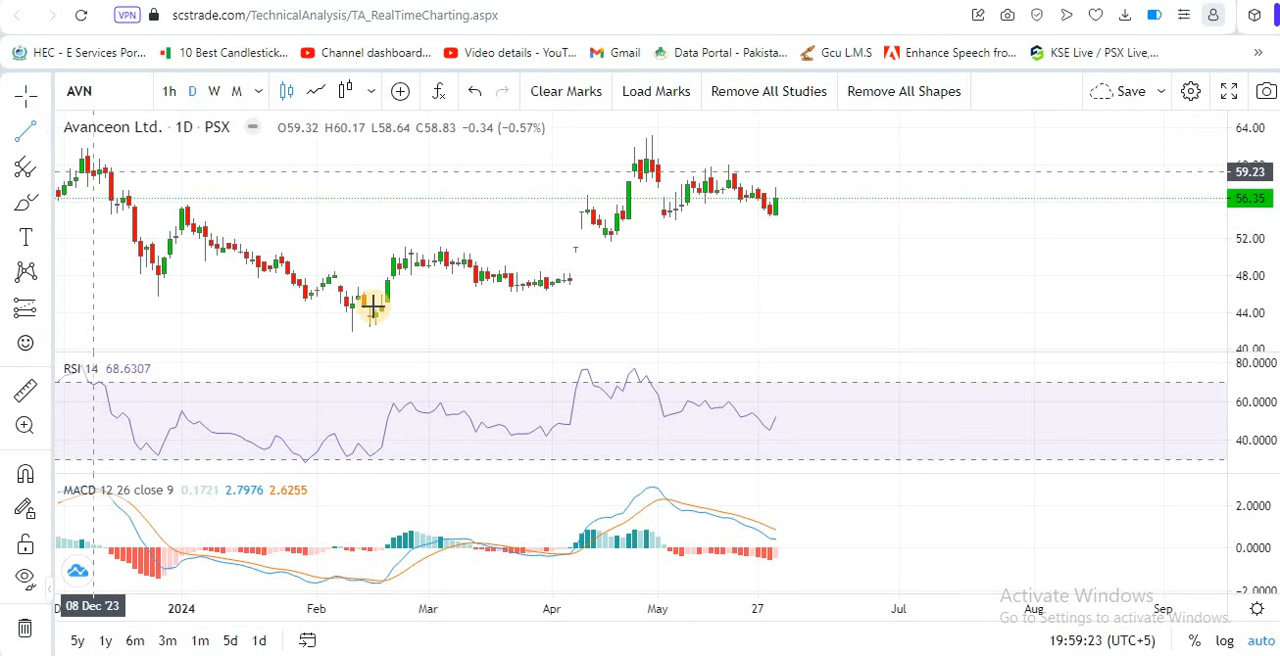 VPN scstrade.com/TechnicalAnalysis/TA_RealTimeCharting.aspx
HEC - E Services Por... 10 Best Candlestick... Channel dashboard... Video details - YouT... Gmail Data Portal - Pakista... Gcu L.M.S Enhance Speech fro... KSE Live / PSX Live,... »
AVN 1h D W M Clear Marks Load Marks Remove All Studies Remove All Shapes Save
Avanceon Ltd. · 1D · PSX O59.32 H60.17 L58.64 C58.83 −0.34 (−0.57%)
64.00
59.23
56.35
52.00
48.00
44.00
40.00
RSI 14 68.6307
80.0000
60.0000
40.0000
MACD 12 26 close 9 0.1721 2.7976 2.6255
2.0000
0.0000
-2.0000
08 Dec '23 2024 Feb Mar Apr May 27 Jul Aug Sep
Activate Windows
Go to Settings to activate Windows.
5y 1y 6m 3m 1m 5d 1d 19:59:23 (UTC+5) % log auto